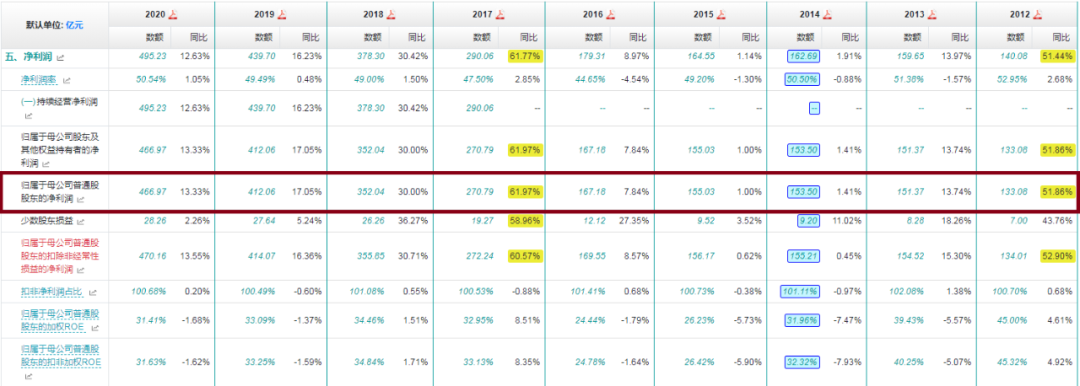 默认单位: 亿元 2020 2019 2018 2017 2016 2015 2014 2013 2012
数额 同比 数额 同比 数额 同比 数额 同比 数额 同比 数额 同比 数额 同比 数额 同比 数额 同比
五、净利润 495.23 12.63% 439.70 16.23% 378.30 30.42% 290.06 61.77% 179.31 8.97% 164.55 1.14% 162.69 1.91% 159.65 13.97% 140.08 51.44%
净利润率 50.54% 1.05% 49.49% 0.48% 49.00% 1.50% 47.50% 2.85% 44.65% -4.54% 49.20% -1.30% 50.50% -0.88% 51.38% -1.57% 52.95% 2.68%
(一)持续经营净利润 495.23 12.63% 439.70 16.23% 378.30 30.42% 290.06 -- -- -- -- -- -- -- -- -- -- --
归属于母公司股东及
其他权益持有者的净
利润 466.97 13.33% 412.06 17.05% 352.04 30.00% 270.79 61.97% 167.18 7.84% 155.03 1.00% 153.50 1.41% 151.37 13.74% 133.08 51.86%
归属于母公司普通股
股东的净利润 466.97 13.33% 412.06 17.05% 352.04 30.00% 270.79 61.97% 167.18 7.84% 155.03 1.00% 153.50 1.41% 151.37 13.74% 133.08 51.86%
少数股东损益 28.26 2.26% 27.64 5.24% 26.26 36.27% 19.27 58.96% 12.12 27.35% 9.52 3.52% 9.20 11.02% 8.28 18.26% 7.00 43.76%
归属于母公司普通股
股东的扣除非经常性
损益的净利润 470.16 13.55% 414.07 16.36% 355.85 30.71% 272.24 60.57% 169.55 8.57% 156.17 0.62% 155.21 0.45% 154.52 15.30% 134.01 52.90%
扣非净利润占比 100.68% 0.20% 100.49% -0.60% 101.08% 0.55% 100.53% -0.88% 101.41% 0.68% 100.73% -0.38% 101.11% -0.97% 102.08% 1.38% 100.70% 0.68%
归属于母公司普通股
股东的加权ROE 31.41% -1.68% 33.09% -1.37% 34.46% 1.51% 32.95% 8.51% 24.44% -1.79% 26.23% -5.73% 31.96% -7.47% 39.43% -5.57% 45.00% 4.61%
归属于母公司普通股
股东的扣非加权ROE 31.63% -1.62% 33.25% -1.59% 34.84% 1.71% 33.13% 8.35% 24.78% -1.64% 26.42% -5.90% 32.32% -7.93% 40.25% -5.07% 45.32% 4.92%